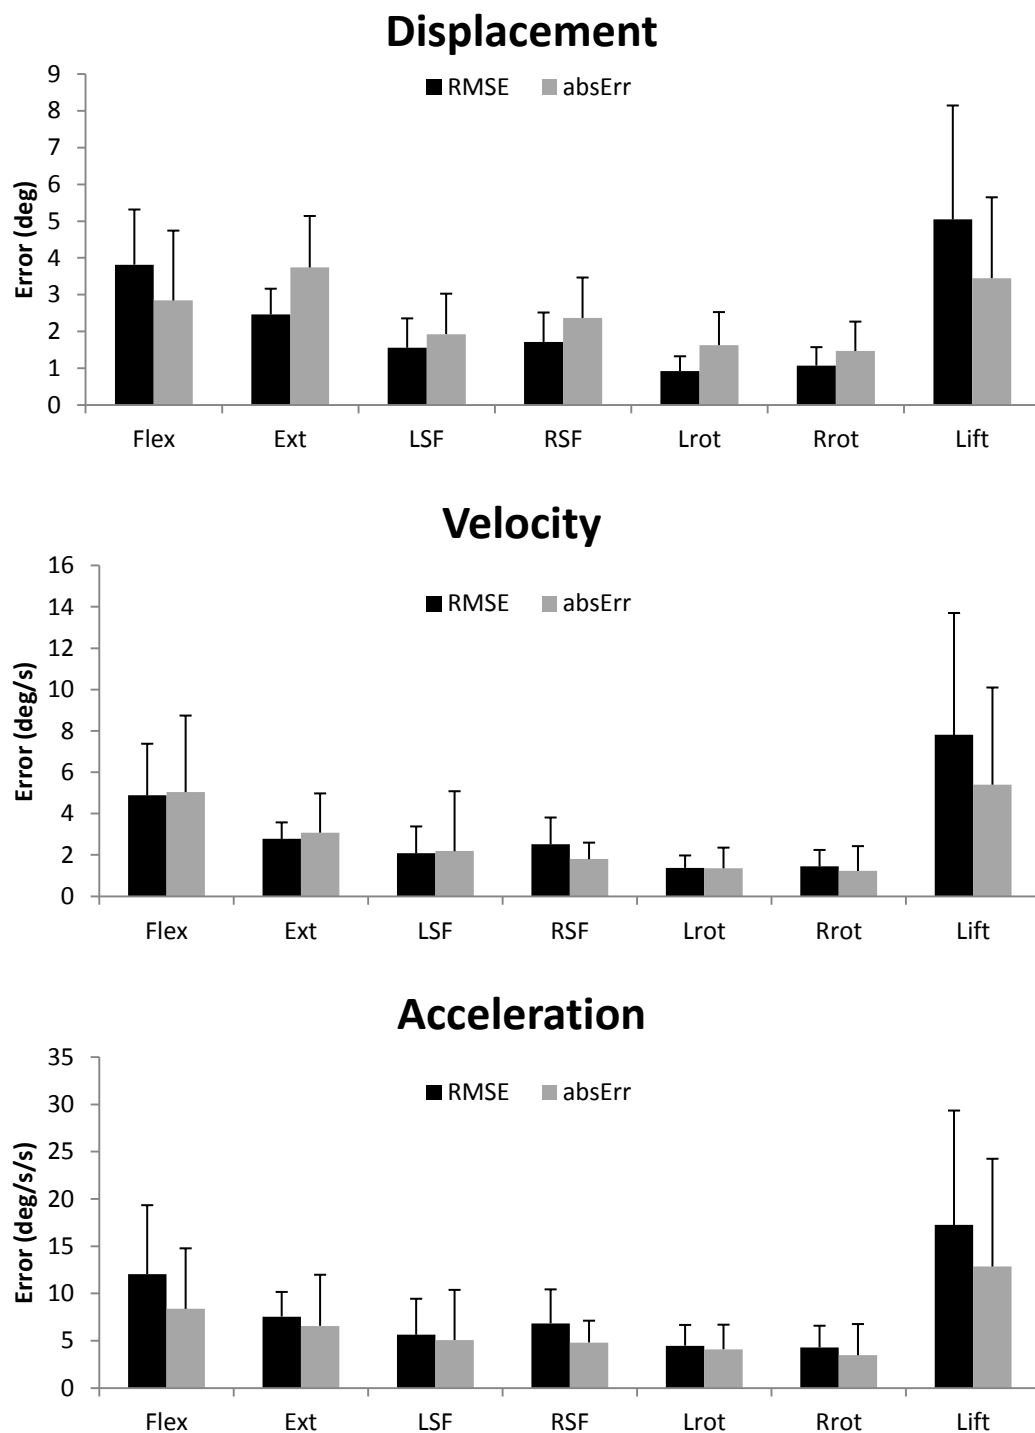 Displacement
RMSE absErr
Error (deg)
9
8
7
6
5
4
3
2
1
0
Flex Ext LSF RSF Lrot Rrot Lift
Velocity
RMSE absErr
Error (deg/s)
16
14
12
10
8
6
4
2
0
Flex Ext LSF RSF Lrot Rrot Lift
Acceleration
RMSE absErr
Error (deg/s/s)
35
30
25
20
15
10
5
0
Flex Ext LSF RSF Lrot Rrot Lift